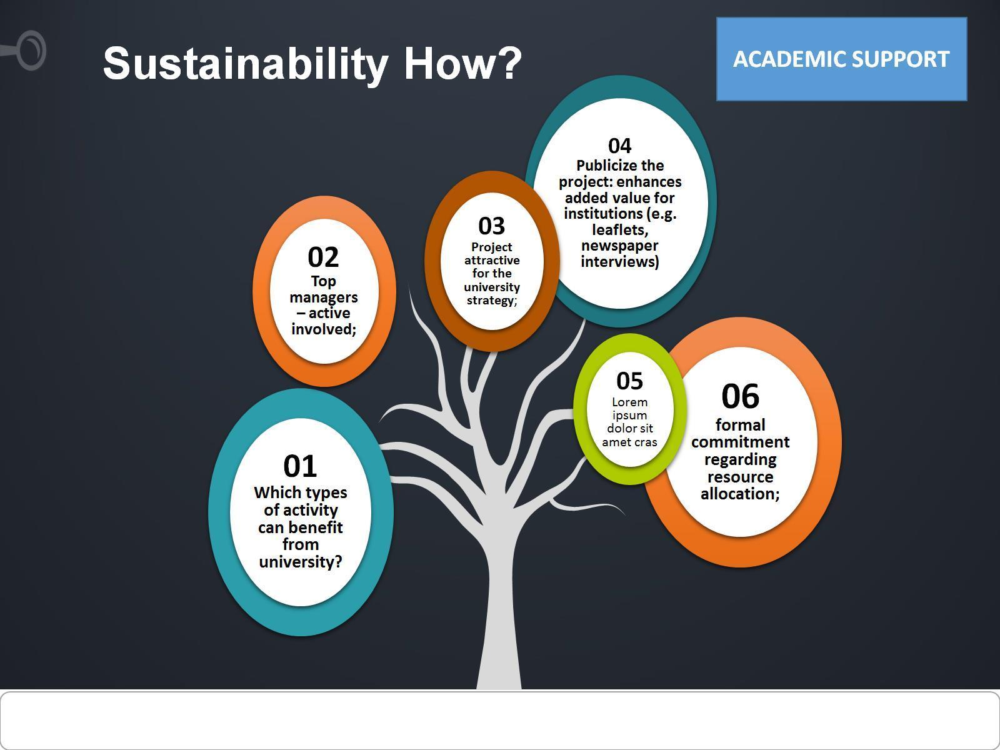 Sustainability How?
ACADEMIC SUPPORT
01
Which types
of activity
can benefit
from
university?
02
Top
managers
– active
involved;
03
Project
attractive
for the
university
strategy;
04
Publicize the
project: enhances
added value for
institutions (e.g.
leaflets,
newspaper
interviews)
05
Lorem
ipsum
dolor sit
amet cras
06
formal
commitment
regarding
resource
allocation;